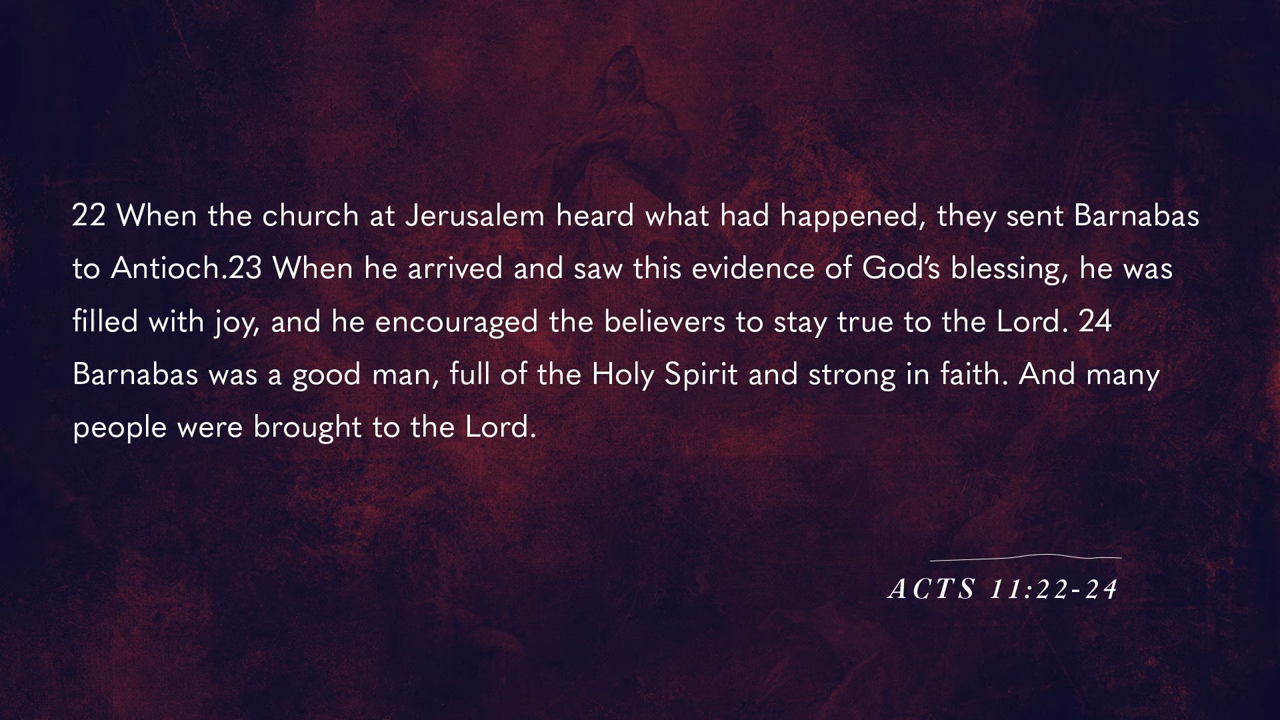 22 When the church at Jerusalem heard what had happened, they sent Barnabas
to Antioch.23 When he arrived and saw this evidence of God’s blessing, he was
filled with joy, and he encouraged the believers to stay true to the Lord. 24
Barnabas was a good man, full of the Holy Spirit and strong in faith. And many
people were brought to the Lord.
ACTS 11:22-24